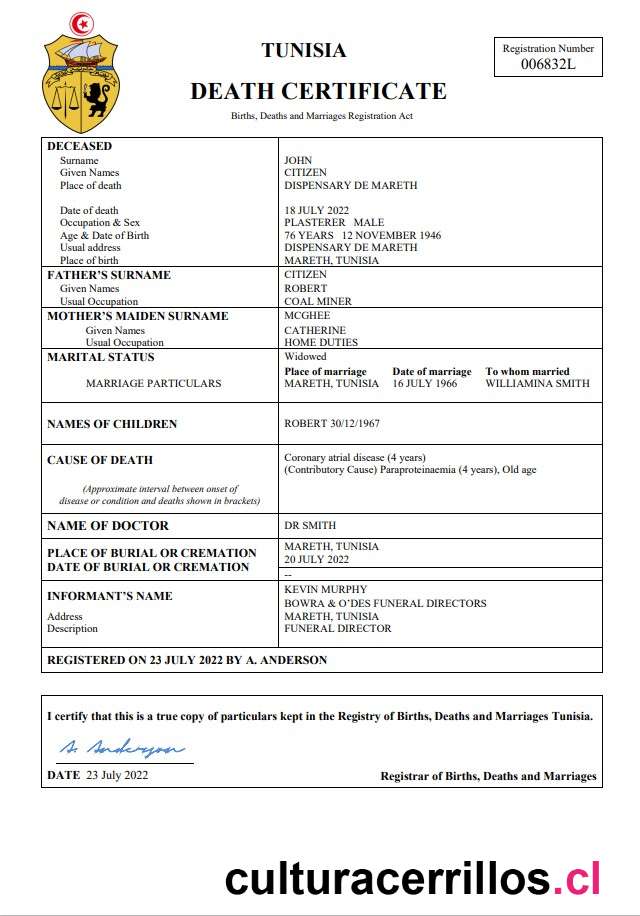 TUNISIA
DEATH CERTIFICATE
Births, Deaths and Marriages Registration Act
Registration Number
006832L
DECEASED
Surname JOHN
Given Names CITIZEN
Place of death DISPENSARY DE MARETH
Date of death 18 JULY 2022
Occupation & Sex PLASTERER MALE
Age & Date of Birth 76 YEARS 12 NOVEMBER 1946
Usual address DISPENSARY DE MARETH
Place of birth MARETH, TUNISIA
FATHER'S SURNAME CITIZEN
Given Names ROBERT
Usual Occupation COAL MINER
MOTHER'S MAIDEN SURNAME MCGHEE
Given Names CATHERINE
Usual Occupation HOME DUTIES
MARITAL STATUS Widowed
Place of marriage Date of marriage To whom married
MARRIAGE PARTICULARS MARETH, TUNISIA 16 JULY 1966 WILLIAMINA SMITH
NAMES OF CHILDREN ROBERT 30/12/1967
CAUSE OF DEATH Coronary atrial disease (4 years)
(Contributory Cause) Paraproteinaemia (4 years), Old age
(Approximate interval between onset of
disease or condition and deaths shown in brackets)
NAME OF DOCTOR DR SMITH
PLACE OF BURIAL OR CREMATION MARETH, TUNISIA
DATE OF BURIAL OR CREMATION 20 JULY 2022
--
INFORMANT'S NAME KEVIN MURPHY
BOWRA & O'DES FUNERAL DIRECTORS
Address MARETH, TUNISIA
Description FUNERAL DIRECTOR
REGISTERED ON 23 JULY 2022 BY A. ANDERSON
I certify that this is a true copy of particulars kept in the Registry of Births, Deaths and Marriages Tunisia.
S. Anderson
DATE 23 July 2022
Registrar of Births, Deaths and Marriages
culturacerrillos.cl